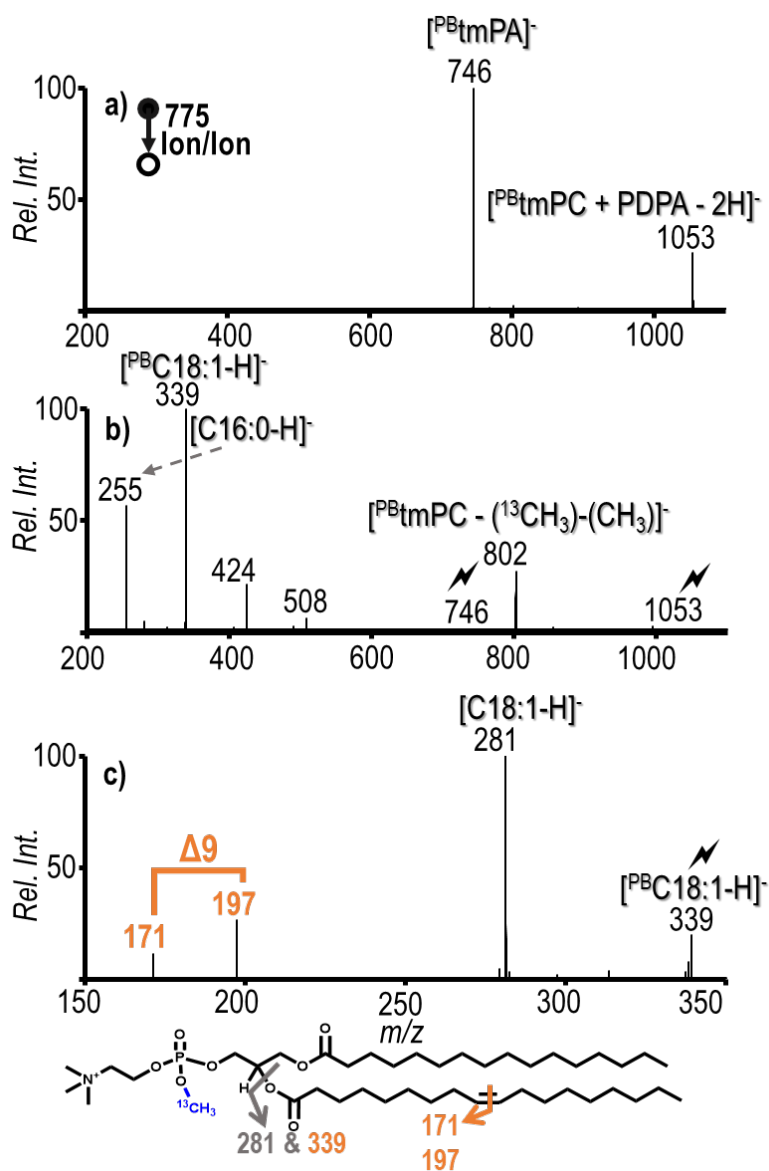 [PBtmPA]-
746
100
a)
775
Ion/Ion
Rel. Int.
50
[PBtmPC + PDPA - 2H]-
1053
200 400 600 800 1000
[PBC18:1-H]-
339
100
b)
[C16:0-H]-
255
Rel. Int.
50
[PBtmPC - (13CH3)-(CH3)]-
802
424
508
746
1053
200 400 600 800 1000
[C18:1-H]-
281
100
c)
Rel. Int.
50
Δ9
197
171
[PBC18:1-H]-
339
150 200 250 300 350
m/z
O
O
P
O
O
O
N+
O
H
O
13CH3
O
281 & 339
171
197